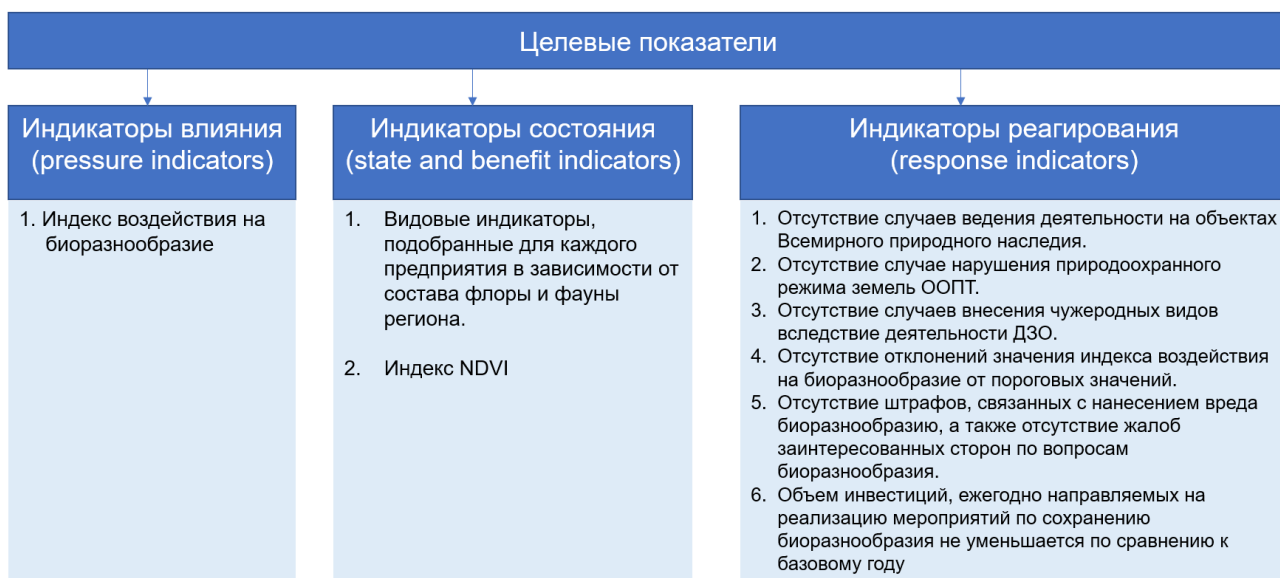 Целевые показатели
Индикаторы влияния
(pressure indicators)
1. Индекс воздействия на
биоразнообразие
Индикаторы состояния
(state and benefit indicators)
1. Видовые индикаторы,
подобранные для каждого
предприятия в зависимости от
состава флоры и фауны
региона.
2. Индекс NDVI
Индикаторы реагирования
(response indicators)
1. Отсутствие случаев ведения деятельности на объектах
Всемирного природного наследия.
2. Отсутствие случае нарушения природоохранного
режима земель ООПТ.
3. Отсутствие случаев внесения чужеродных видов
вследствие деятельности ДЗО.
4. Отсутствие отклонений значения индекса воздействия
на биоразнообразие от пороговых значений.
5. Отсутствие штрафов, связанных с нанесением вреда
биоразнообразию, а также отсутствие жалоб
заинтересованных сторон по вопросам
биоразнообразия.
6. Объем инвестиций, ежегодно направляемых на
реализацию мероприятий по сохранению
биоразнообразия не уменьшается по сравнению к
базовому году